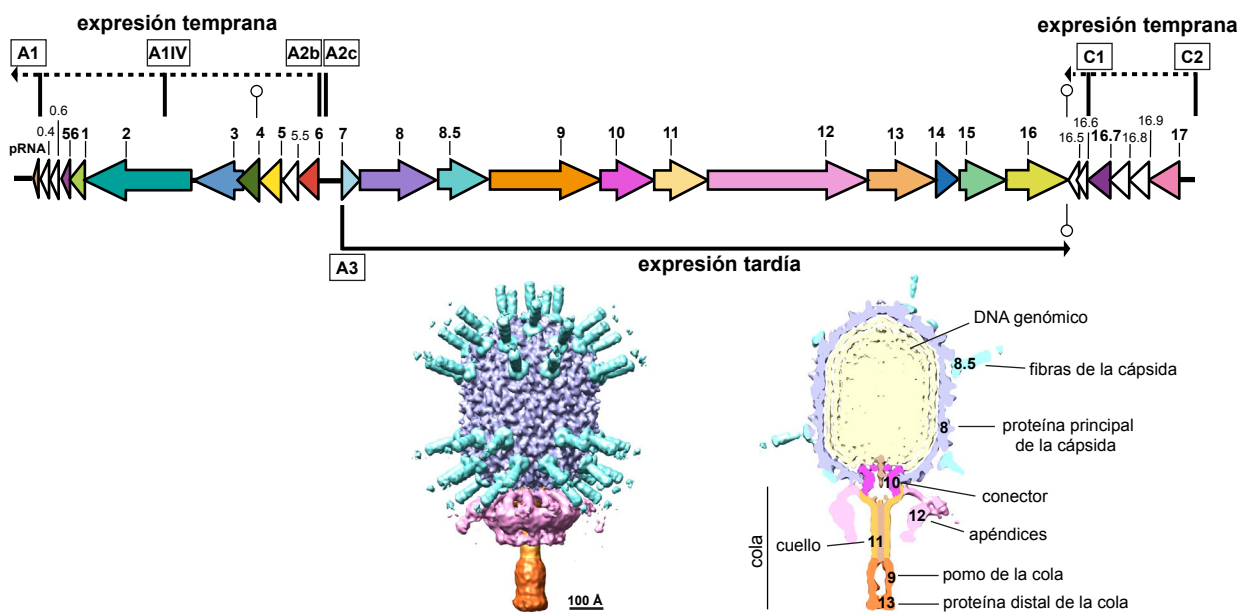 expresión temprana
expresión temprana
A1
A1IV
A2b
A2c
C1
C2
pRNA
0.4
0.6
56
1
2
3
4
5
5.5
6
7
8
8.5
9
10
11
12
13
14
15
16
16.5
16.6
16.7
16.8
16.9
17
A3
expresión tardía
DNA genómico
8.5
fibras de la cápsida
8
proteína principal
de la cápsida
10
conector
12
apéndices
cola
cuello
11
9
pomo de la cola
13
proteína distal de la cola
100 Å